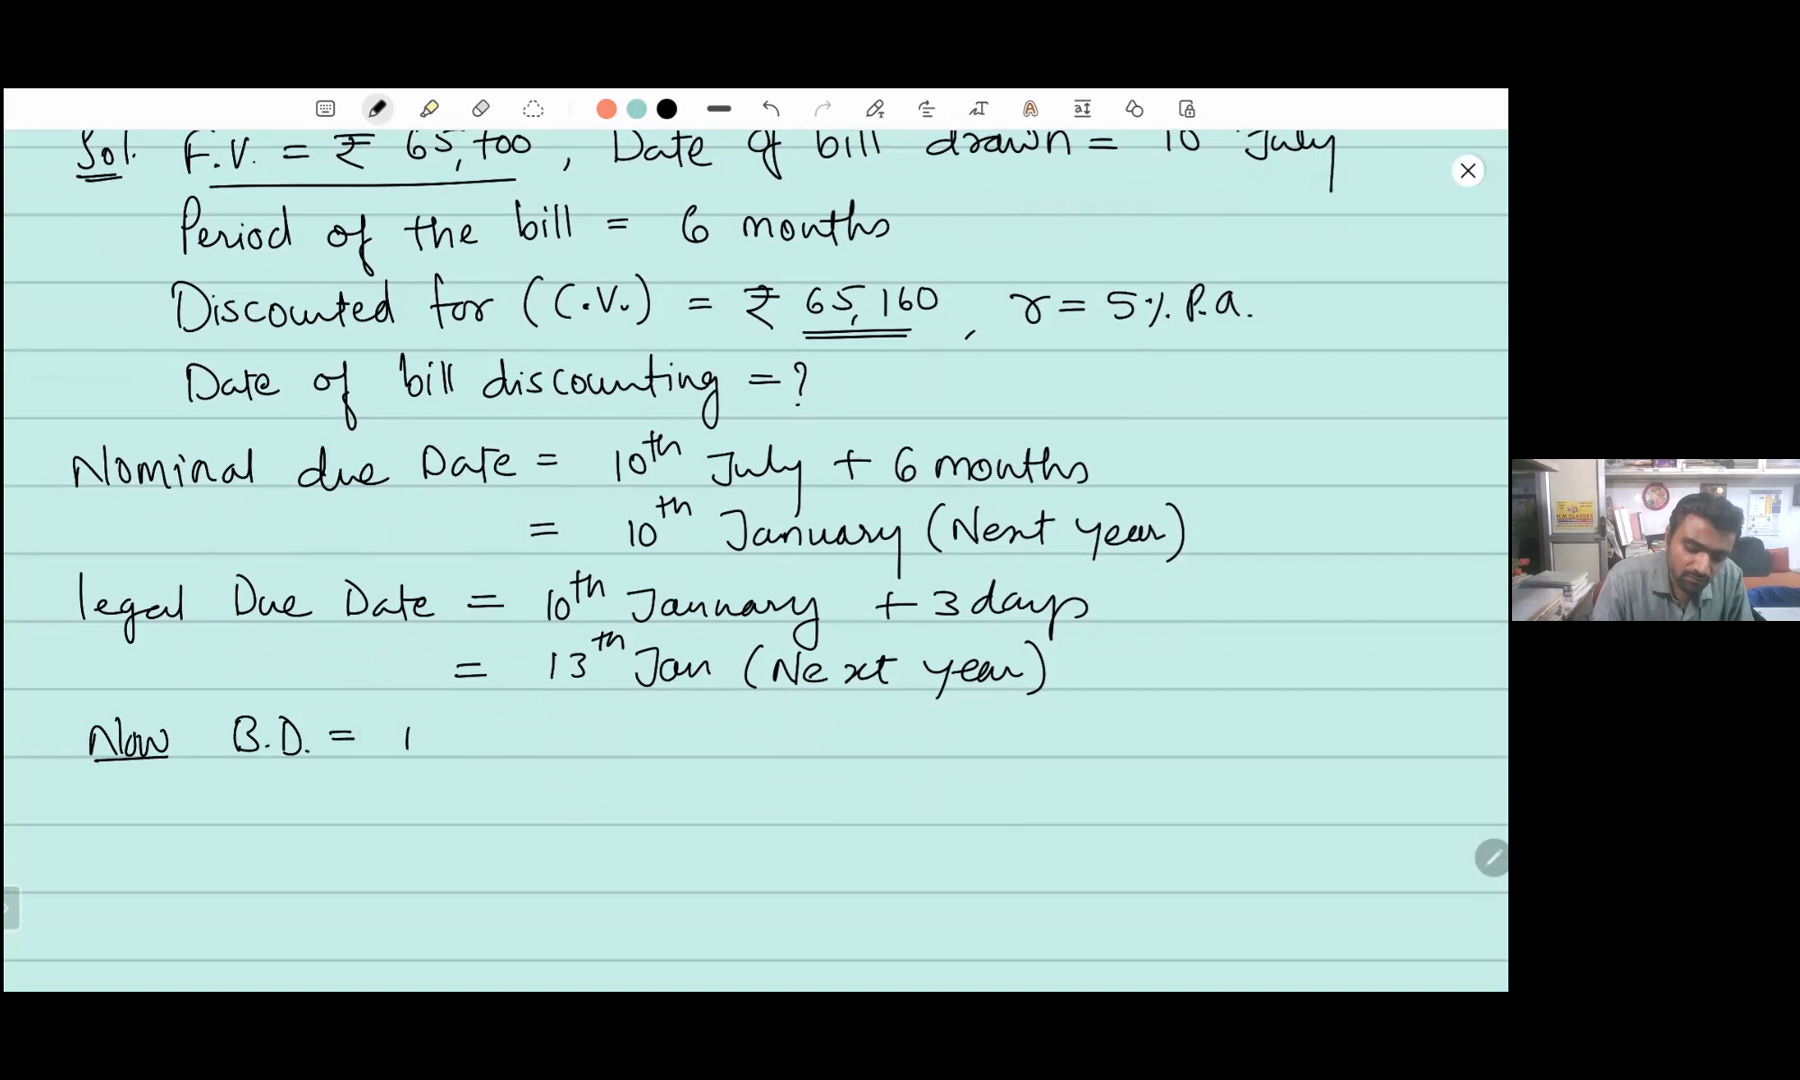 Sol. F.V. = ₹ 65,700, Date of bill drawn = 10 July
Period of the bill = 6 months
Discounted for (C.V.) = ₹ 65,160, r = 5%. P.a.
Date of bill discounting = ?
Nominal due Date = 10th July + 6 months
= 10th January (Next year)
legal Due Date = 10th January + 3 days
= 13th Jan (Next year)
Now B.D. =